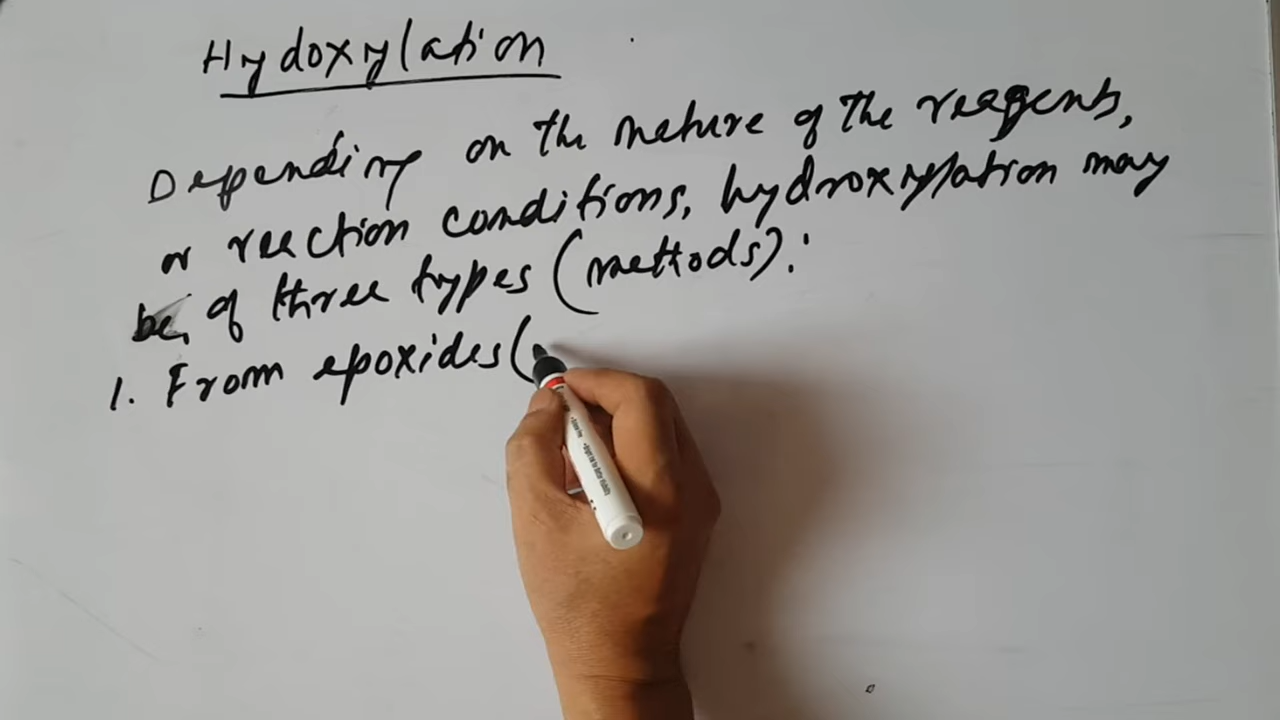 Hydoxylation
Depending on the nature of the reagents,
or reaction conditions, hydroxylation may
be of three types (methods):
1. From epoxides (